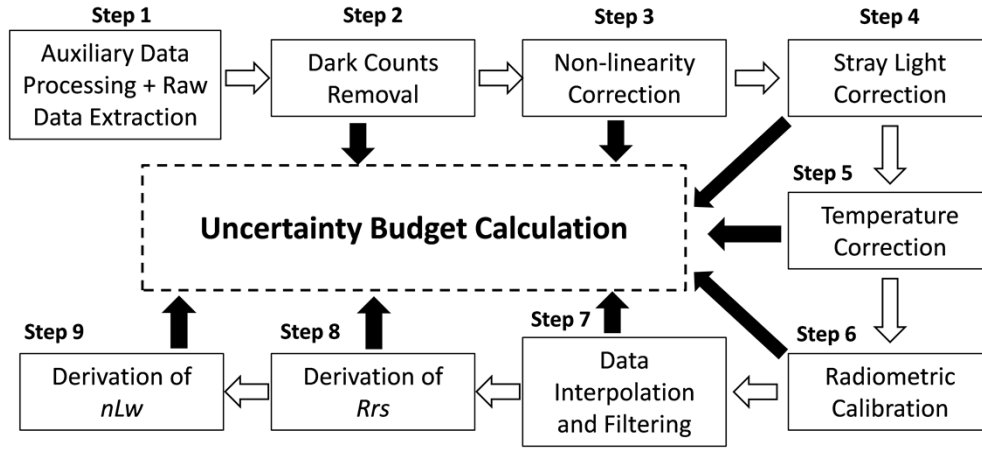 Step 1
Auxiliary Data
Processing + Raw
Data Extraction
Step 2
Dark Counts
Removal
Step 3
Non-linearity
Correction
Step 4
Stray Light
Correction
Step 5
Temperature
Correction
Uncertainty Budget Calculation
Step 6
Radiometric
Calibration
Step 7
Data
Interpolation
and Filtering
Step 8
Derivation of
Rrs
Step 9
Derivation of
nLw